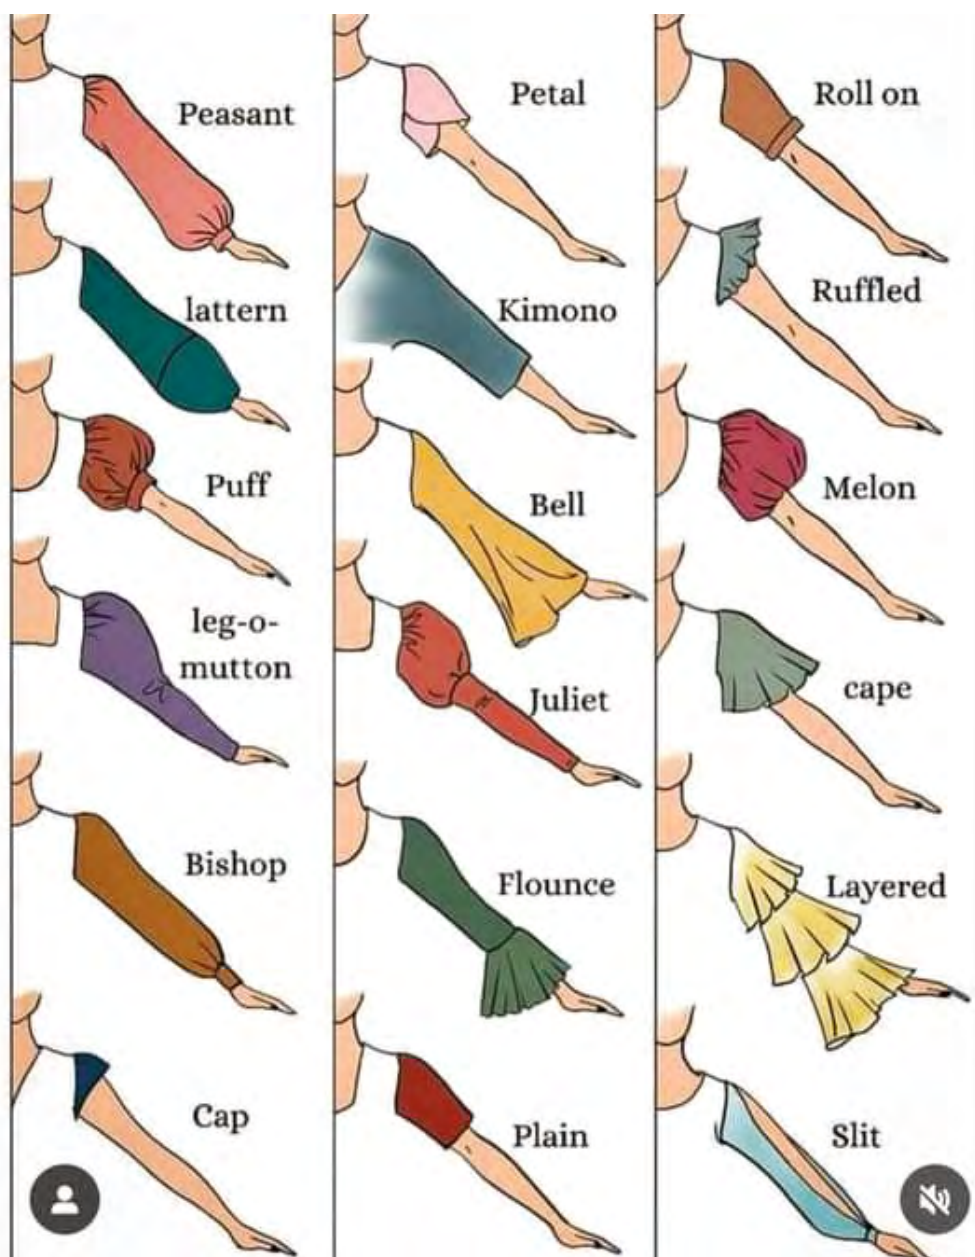 Peasant
Petal
Roll on
lattern
Kimono
Ruffled
Puff
Bell
Melon
leg-o-
mutton
Juliet
cape
Bishop
Flounce
Layered
Cap
Plain
Slit